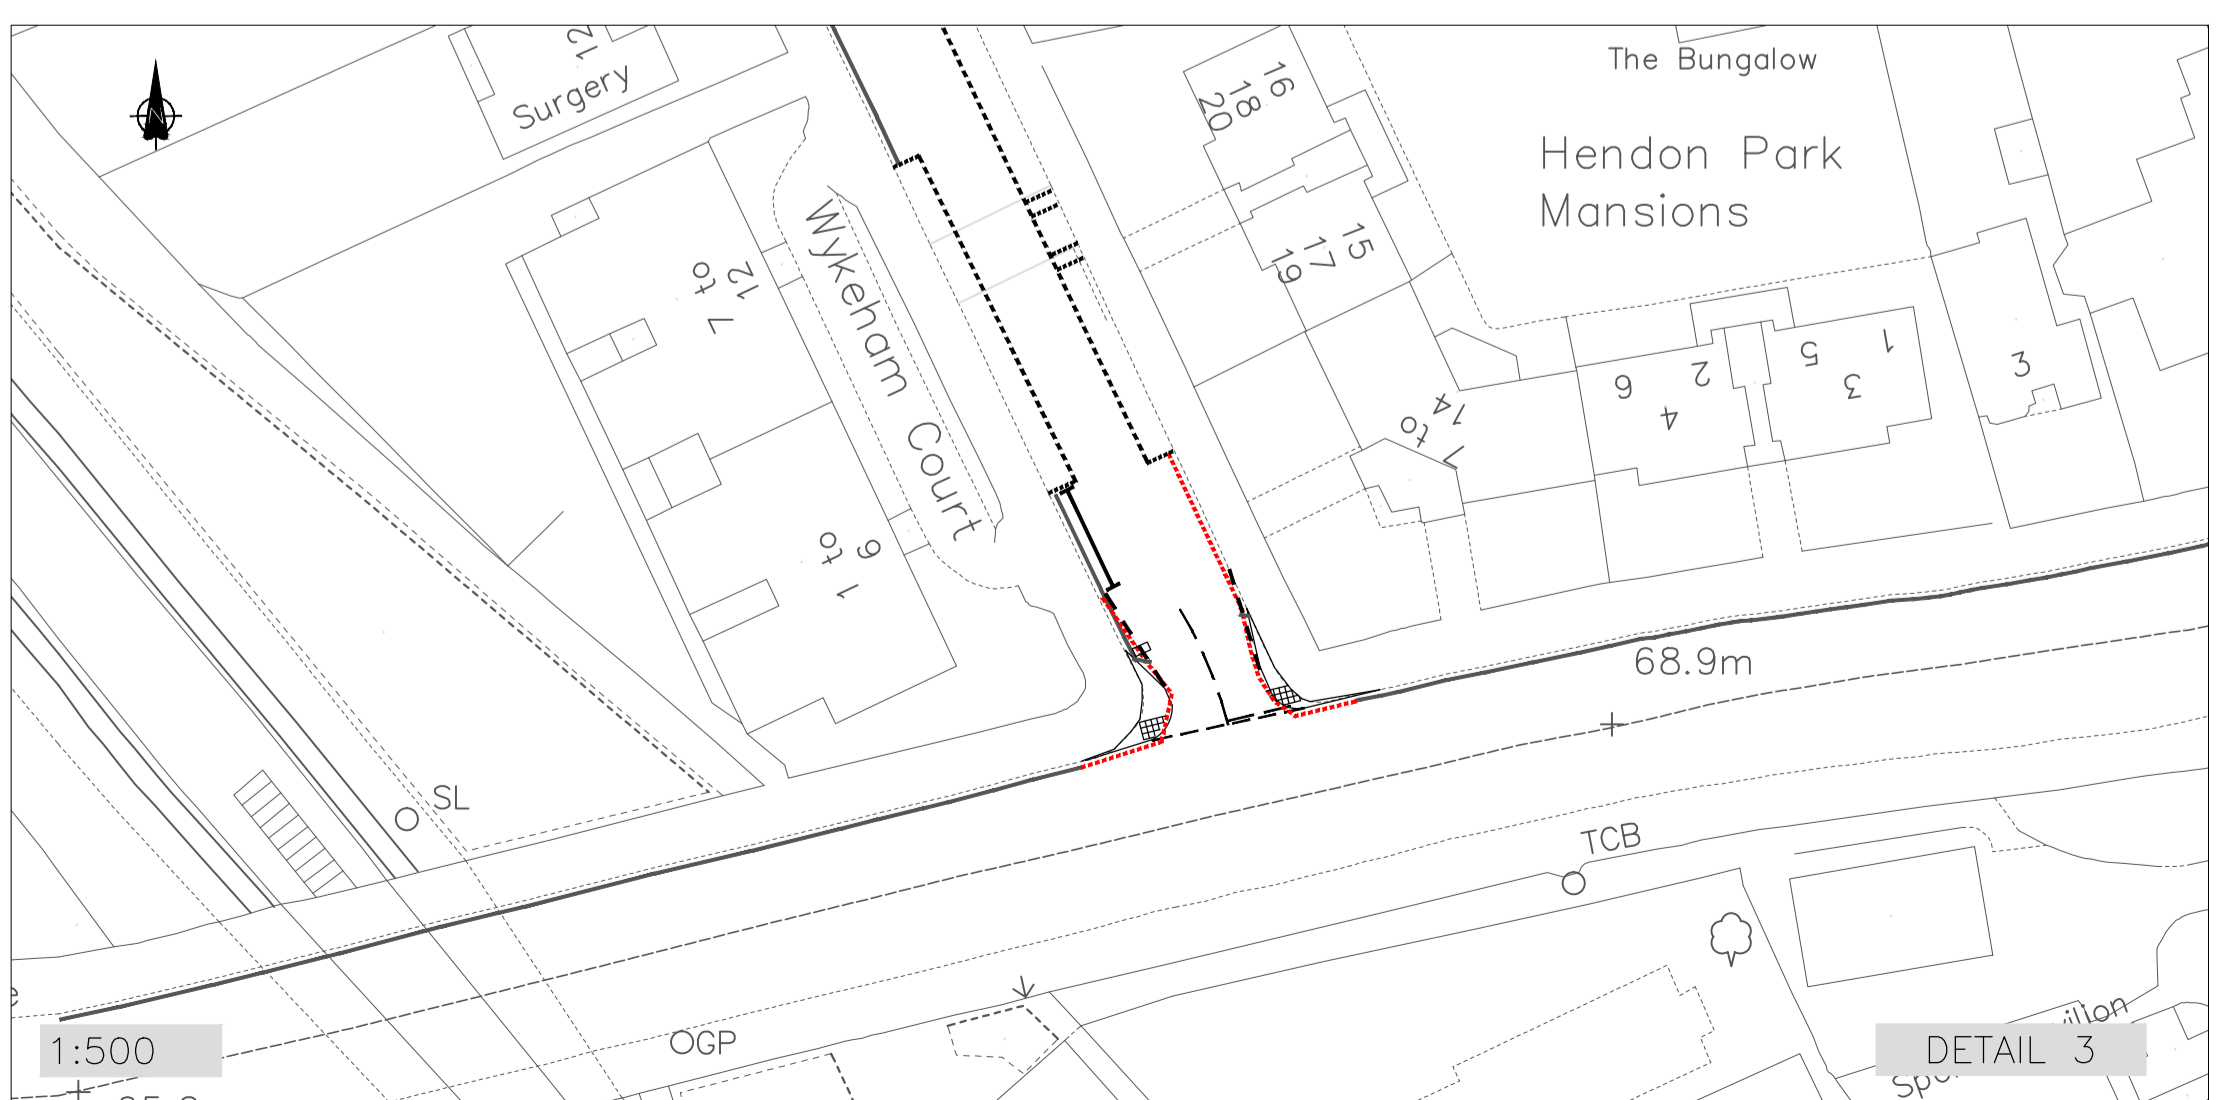 12
Surgery
N
The Bungalow
16
18
20
Hendon Park
Mansions
15
17
19
Wykeham Court
7 to
12
1 to
6
1 to
14
6
2
4
5
1
3
3
68.9m
SL
TCB
GP
1:500
DETAIL 3